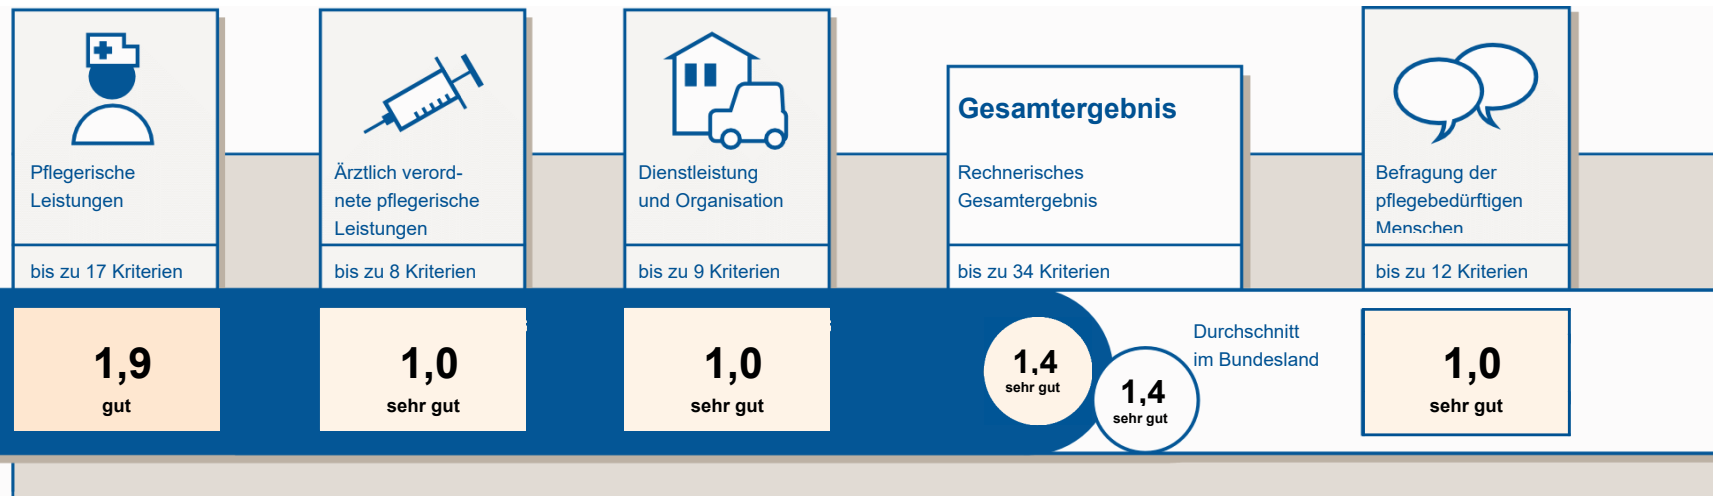 Pflegerische
Leistungen
bis zu 17 Kriterien
1,9
gut
Ärztlich verord-
nete pflegerische
Leistungen
bis zu 8 Kriterien
1,0
sehr gut
Dienstleistung
und Organisation
bis zu 9 Kriterien
1,0
sehr gut
Gesamtergebnis
Rechnerisches
Gesamtergebnis
bis zu 34 Kriterien
1,4
sehr gut
Durchschnitt
im Bundesland
1,4
sehr gut
Befragung der
pflegebedürftigen
Menschen
bis zu 12 Kriterien
1,0
sehr gut